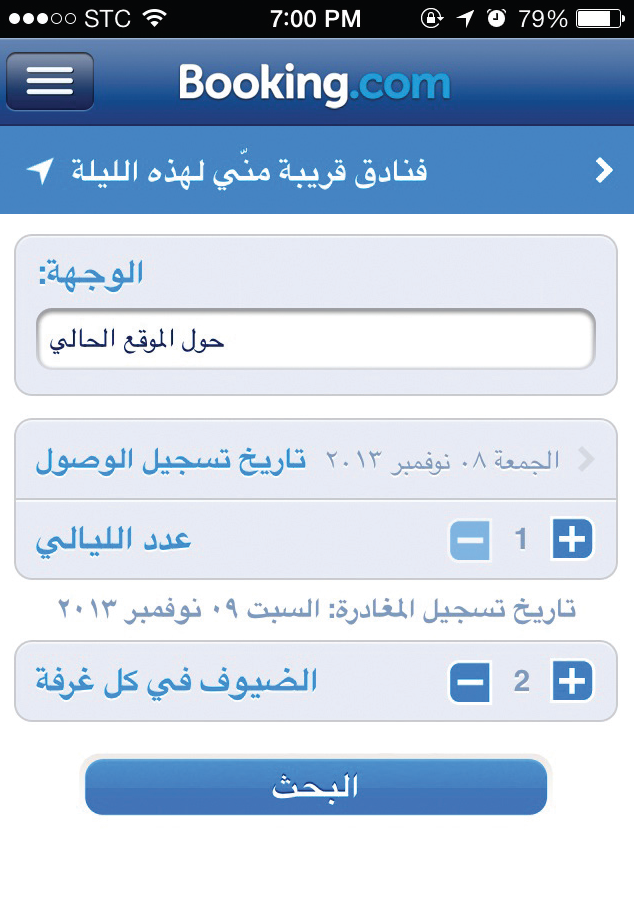 STC 7:00 PM 79%
Booking.com
فنادق قريبة منّي لهذه الليلة
الوجهة:
حول الموقع الحالي
تاريخ تسجيل الوصول الجمعة ٠٨ نوفمبر ٢٠١٣
عدد الليالي 1
تاريخ تسجيل المغادرة: السبت ٠٩ نوفمبر ٢٠١٣
الضيوف في كل غرفة 2
البحث